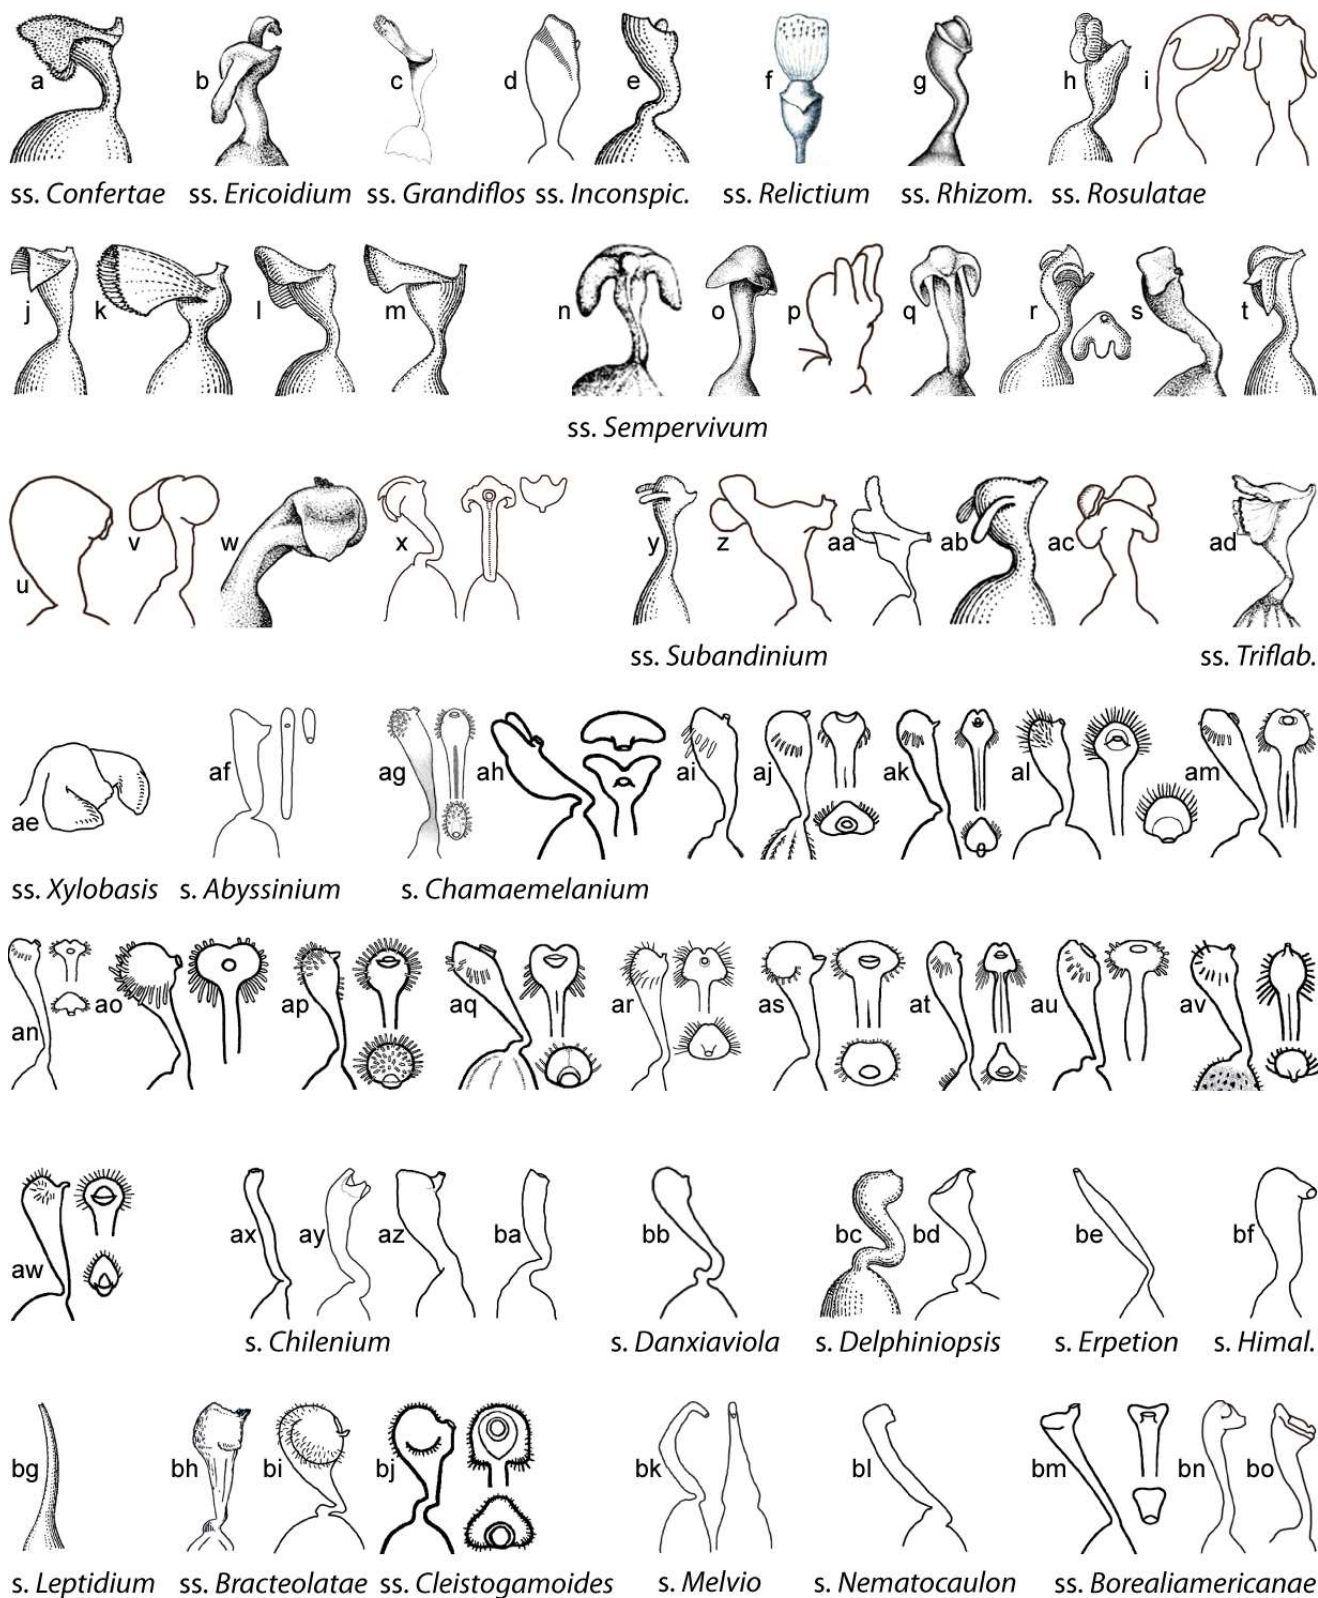 a b c d e f g h i
ss. Confertae ss. Ericoidium ss. Grandiflos ss. Inconspic. ss. Relictium ss. Rhizom. ss. Rosulatae
j k l m n o p q r s t
ss. Sempervivum
u v w x y z aa ab ac ad
ss. Subandinium ss. Triflab.
ae af ag ah ai aj ak al am
ss. Xylobasis s. Abyssinium s. Chamaemelanium
an ao ap aq ar as at au av
aw ax ay az ba bb bc bd be bf
s. Chilenium s. Danxiaviola s. Delphiniopsis s. Erpetion s. Himal.
bg bh bi bj bk bl bm bn bo
s. Leptidium ss. Bracteolatae ss. Cleistogamoides s. Melvio s. Nematocaulon ss. Borealiamericanae